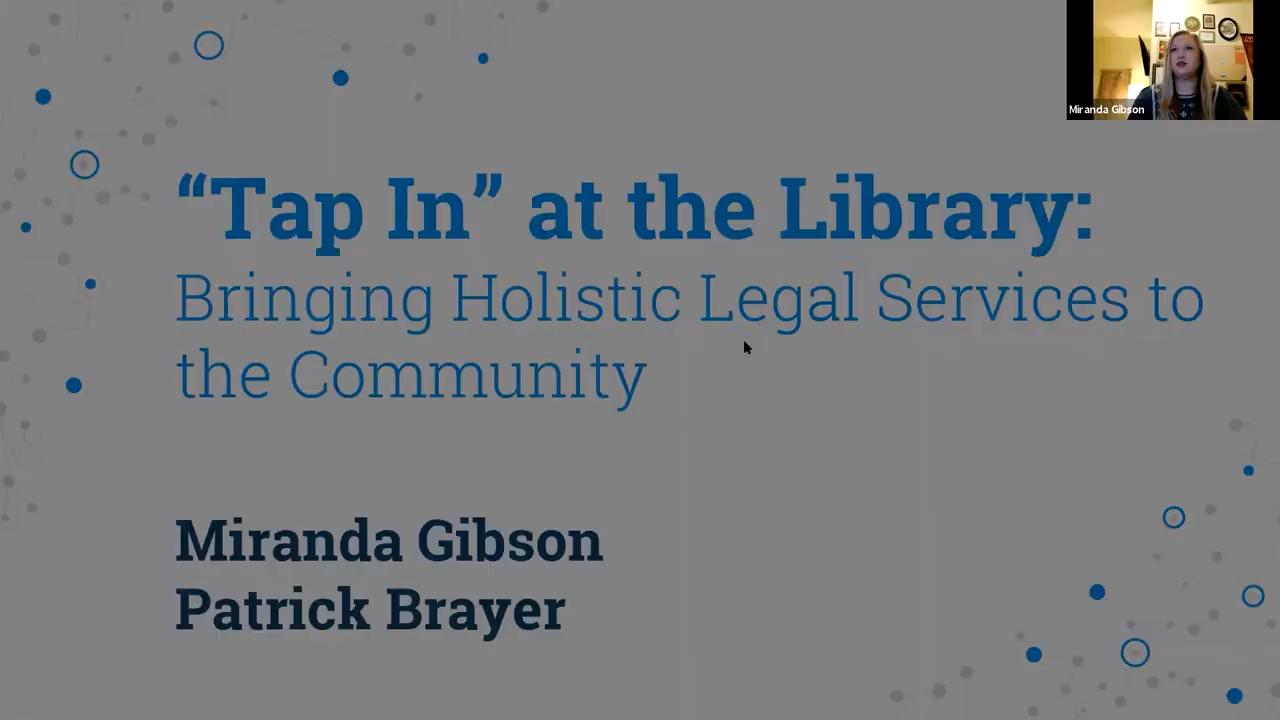 Miranda Gibson
“Tap In” at the Library:
Bringing Holistic Legal Services to
the Community
Miranda Gibson
Patrick Brayer